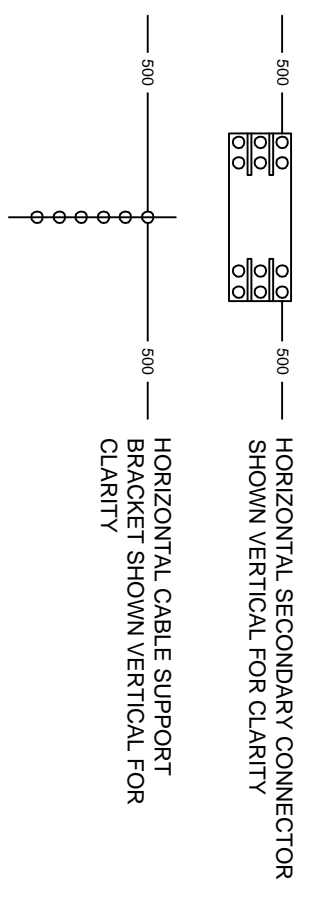 500
500
HORIZONTAL SECONDARY CONNECTOR
SHOWN VERTICAL FOR CLARITY
500
500
HORIZONTAL CABLE SUPPORT
BRACKET SHOWN VERTICAL FOR
CLARITY